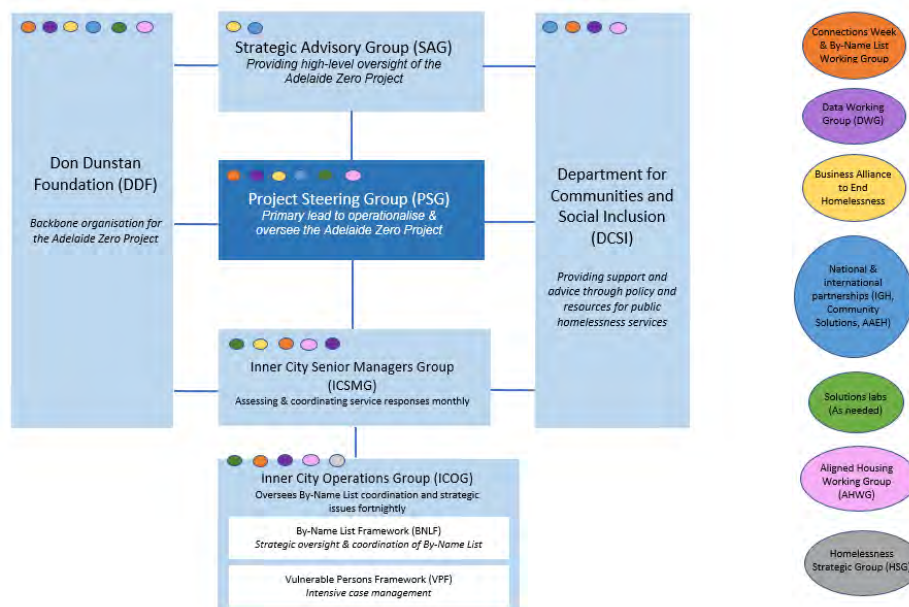 Strategic Advisory Group (SAG)
Providing high-level oversight of the
Adelaide Zero Project
Don Dunstan
Foundation (DDF)
Backbone organisation for
the Adelaide Zero Project
Project Steering Group (PSG)
Primary lead to operationalise &
oversee the Adelaide Zero Project
Department for
Communities and
Social Inclusion
(DCSI)
Providing support and
advice through policy and
resources for public
homelessness services
Inner City Senior Managers Group
(ICSMG)
Assessing & coordinating service responses monthly
Inner City Operations Group (ICOG)
Oversees By-Name List coordination and strategic
issues fortnightly
By-Name List Framework (BNLF)
Strategic oversight & coordination of By-Name List
Vulnerable Persons Framework (VPF)
Intensive case management
Connections Week
& By-Name List
Working Group
Data Working
Group (DWG)
Business Alliance
to End
Homelessness
National &
international
partnerships (IGH,
Community
Solutions, AAEH)
Solutions labs
(As needed)
Aligned Housing
Working Group
(AHWG)
Homelessness
Strategic Group (HSG)